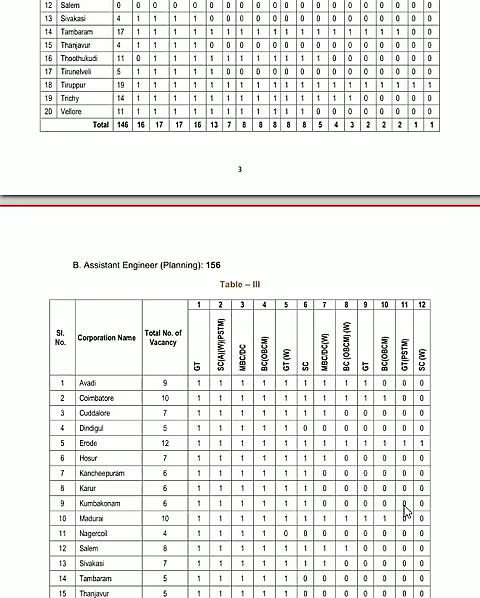 12 Salem 0 0 0 0 0 0 0 0 0 0 0 0 0 0 0 0 0 0 0 0
13 Sivakasi 4 1 1 1 1 0 0 0 0 0 0 0 0 0 0 0 0 0 0 0
14 Tambaram 17 1 1 1 1 1 1 1 1 1 1 1 1 1 1 1 1 1 0 0
15 Thanjavur 4 1 1 1 1 0 0 0 0 0 0 0 0 0 0 0 0 0 0 0
16 Thoothukudi 11 0 1 1 1 1 1 1 1 1 1 1 1 0 0 0 0 0 0 0
17 Tirunelveli 5 1 1 1 1 1 0 0 0 0 0 0 0 0 0 0 0 0 0 0
18 Tiruppur 19 1 1 1 1 1 1 1 1 1 1 1 1 1 1 1 1 1 1 1
19 Trichy 14 1 1 1 1 1 1 1 1 1 1 1 1 1 1 0 0 0 0 0
20 Vellore 11 1 1 1 1 1 1 1 1 1 1 1 0 0 0 0 0 0 0 0
Total 146 16 17 17 16 13 7 8 8 8 8 8 5 4 3 2 2 2 1 1
3
B. Assistant Engineer (Planning): 156
Table – III
1 2 3 4 5 6 7 8 9 10 11 12
Sl. No. Corporation Name Total No. of Vacancy GT SC(A)(W)(PSTM) MBC/DC BC(OBCM) GT (W) SC MBC/DC(W) BC (OBCM) (W) GT BC(OBCM) GT(PSTM) SC (W)
1 Avadi 9 1 1 1 1 1 1 1 1 1 0 0 0
2 Coimbatore 10 1 1 1 1 1 1 1 1 1 1 0 0
3 Cuddalore 7 1 1 1 1 1 1 1 0 0 0 0 0
4 Dindigul 5 1 1 1 1 1 0 0 0 0 0 0 0
5 Erode 12 1 1 1 1 1 1 1 1 1 1 1 1
6 Hosur 7 1 1 1 1 1 1 1 0 0 0 0 0
7 Kancheepuram 6 1 1 1 1 1 1 0 0 0 0 0 0
8 Karur 6 1 1 1 1 1 1 0 0 0 0 0 0
9 Kumbakonam 6 1 1 1 1 1 1 0 0 0 0 0 0
10 Madurai 10 1 1 1 1 1 1 1 1 1 1 0 0
11 Nagercoil 4 1 1 1 1 0 0 0 0 0 0 0 0
12 Salem 8 1 1 1 1 1 1 1 1 0 0 0 0
13 Sivakasi 7 1 1 1 1 1 1 1 0 0 0 0 0
14 Tambaram 5 1 1 1 1 1 0 0 0 0 0 0 0
15 Thanjavur 5 1 1 1 1 1 0 0 0 0 0 0 0